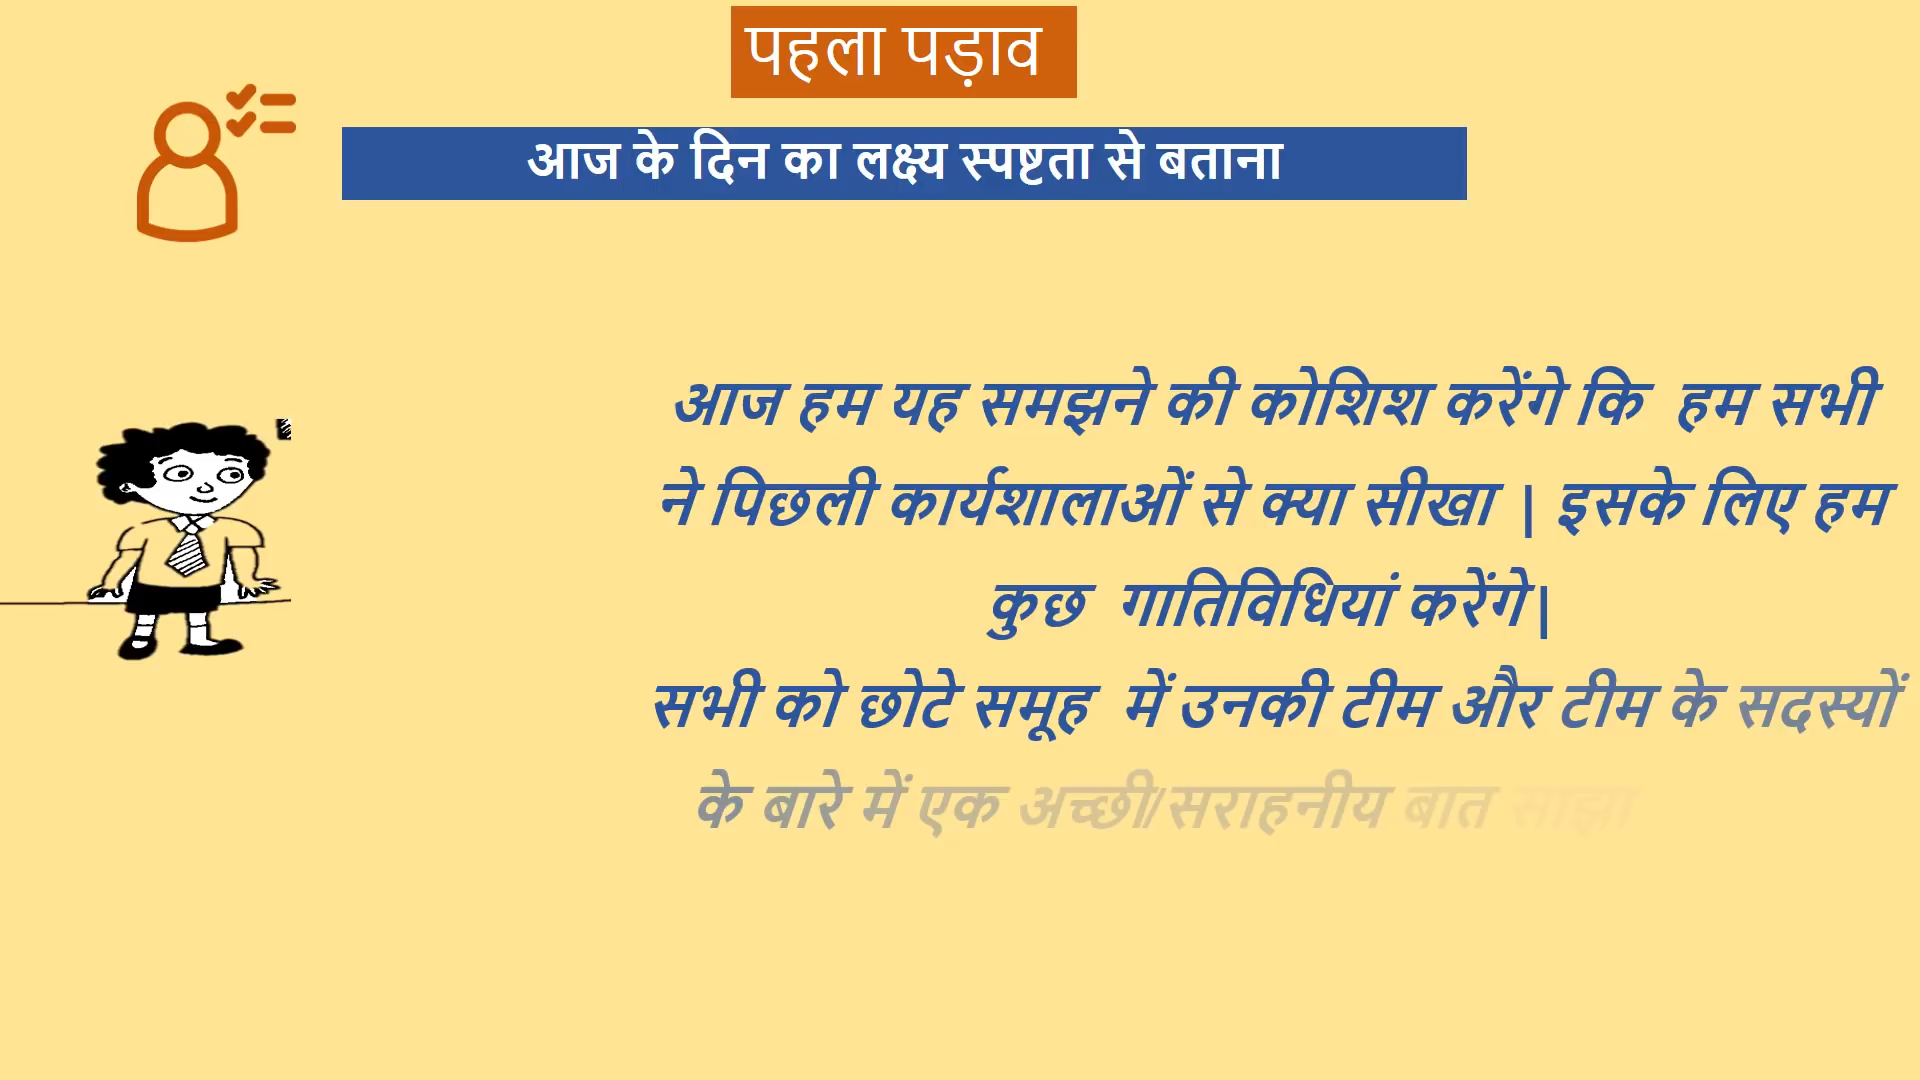 पहला पड़ाव
आज के दिन का लक्ष्य स्पष्टता से बताना
आज हम यह समझने की कोशिश करेंगे कि हम सभी
ने पिछली कार्यशालाओं से क्या सीखा | इसके लिए हम
कुछ गातिविधियां करेंगे|
सभी को छोटे समूह में उनकी टीम और टीम के सदस्यों
के बारे में एक अच्छी/सराहनीय बात साझा